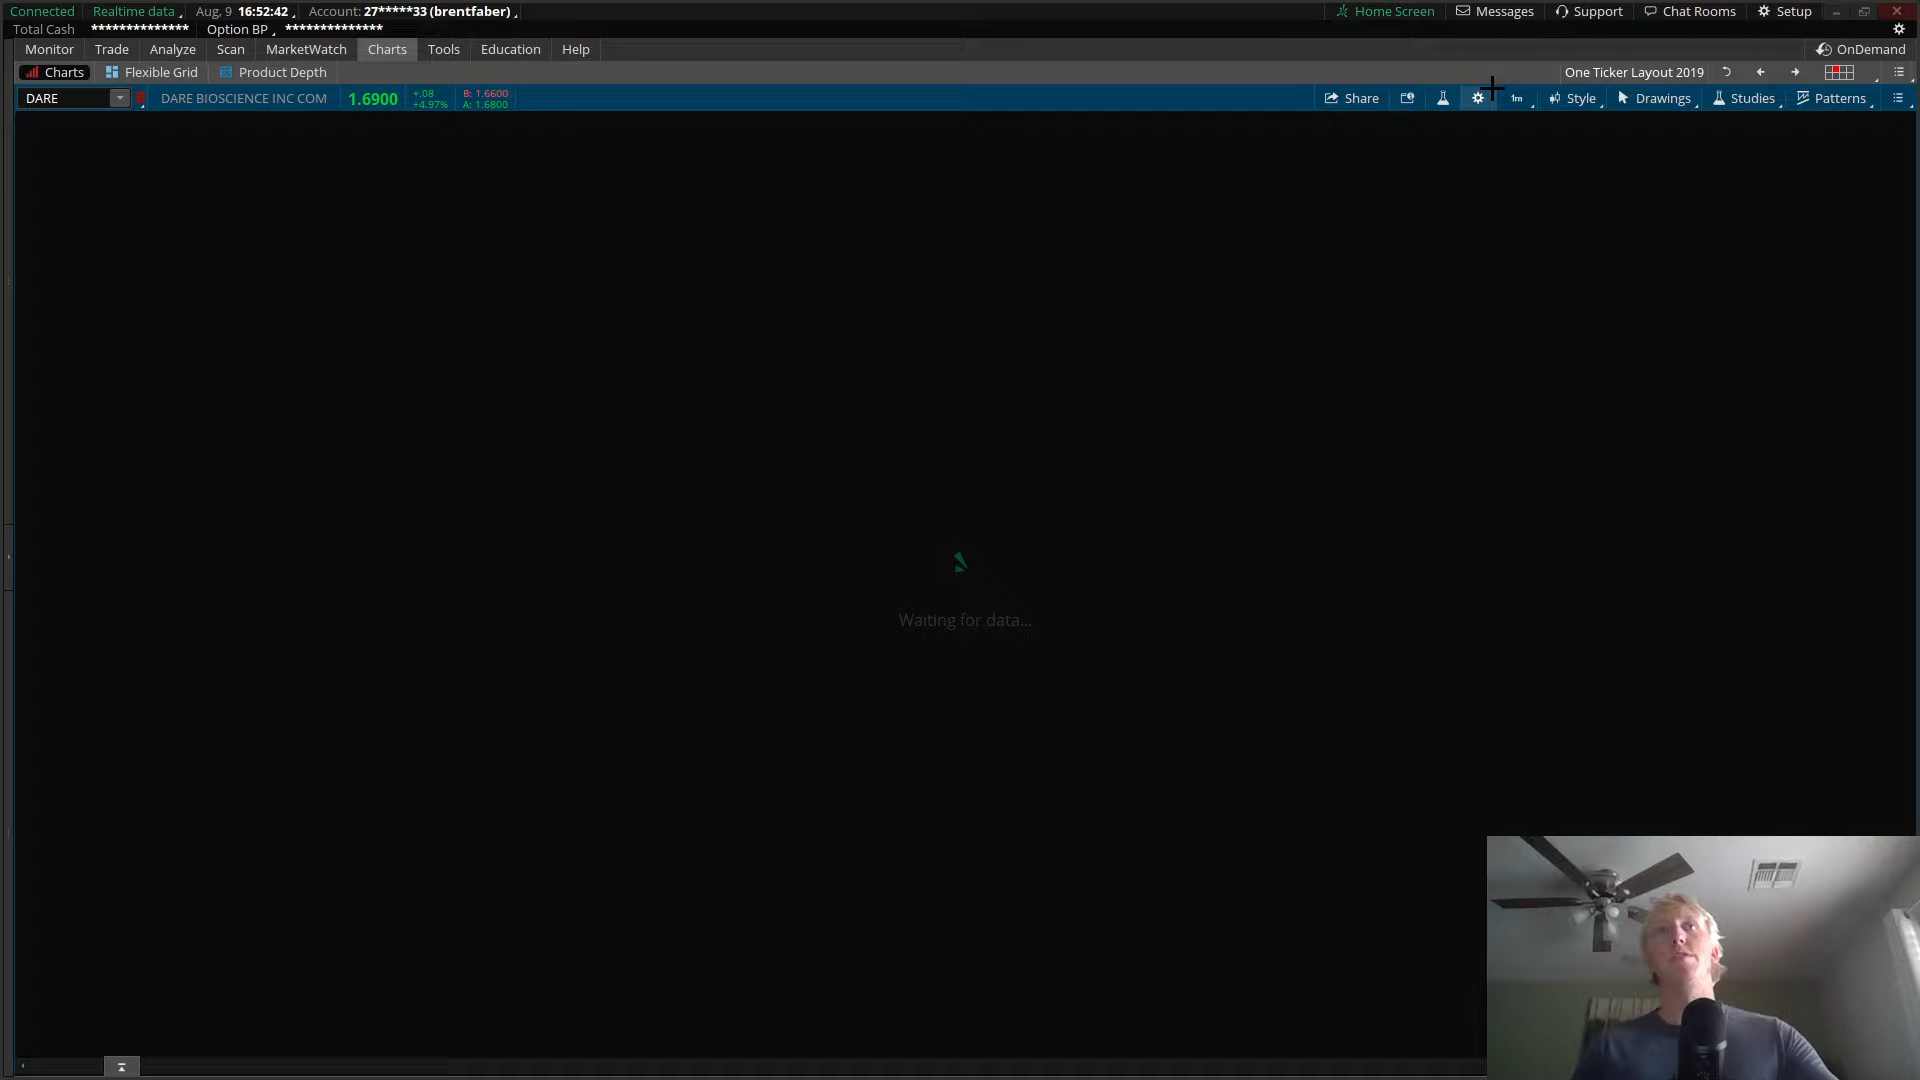 Connected Realtime data Aug. 9 16:52:42 Account: 27*****33 (brentfaber) Home Screen Messages Support Chat Rooms Setup
Total Cash ************** Option BP **************
Monitor Trade Analyze Scan MarketWatch Charts Tools Education Help OnDemand
Charts Flexible Grid Product Depth One Ticker Layout 2019
DARE DARE BIOSCIENCE INC COM 1.6900 +.08 B: 1.6600 Share 1m Style Drawings Studies Patterns
+4.97% A: 1.6800
Waiting for data...